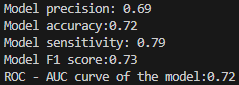 Model precision: 0.69
Model accuracy:0.72
Model sensitivity: 0.79
Model F1 score:0.73
ROC - AUC curve of the model:0.72